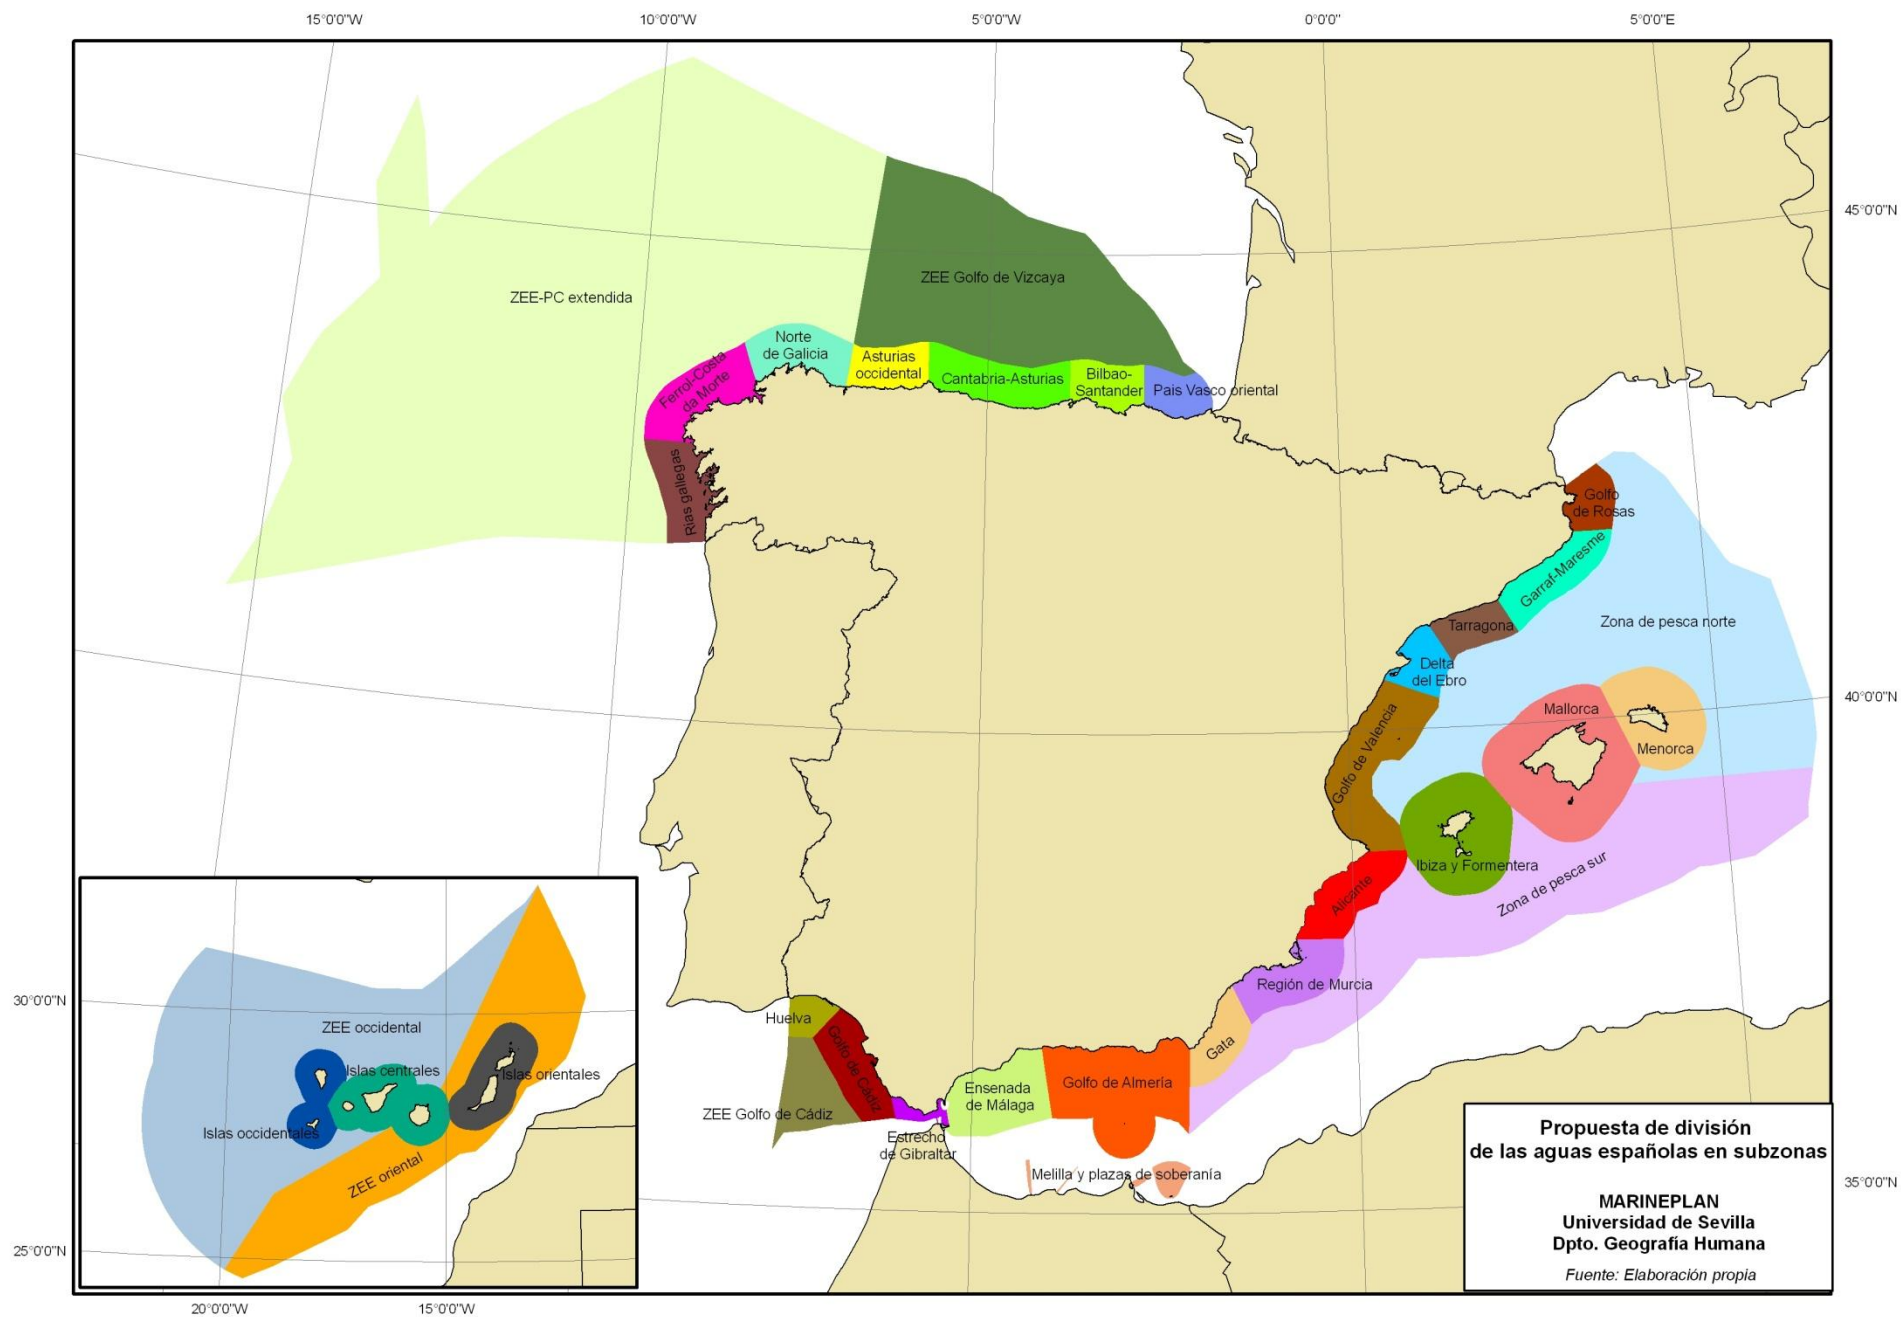 15°0'0"W
10°0'0"W
5°0'0"W
0°0'0"
5°0'0"E
45°0'0"N
40°0'0"N
35°0'0"N
30°0'0"N
25°0'0"N
20°0'0"W
15°0'0"W
ZEE-PC extendida
ZEE Golfo de Vizcaya
Norte
de Galicia
Ferrol-Costa
da Morte
Rías gallegas
Asturias
occidental
Cantabria-Asturias
Bilbao-
Santander
Pais Vasco oriental
Golfo
de Rosas
Garraf-Maresme
Tarragona
Delta
del Ebro
Zona de pesca norte
Golfo de Valencia
Mallorca
Menorca
Ibiza y Formentera
Zona de pesca sur
Alicante
Región de Murcia
Gata
Golfo de Almería
Ensenada
de Málaga
Huelva
Golfo de Cádiz
ZEE Golfo de Cádiz
Estrecho
de Gibraltar
Melilla y plazas de soberanía
ZEE occidental
Islas centrales
Islas orientales
Islas occidentales
ZEE oriental
Propuesta de división
de las aguas españolas en subzonas
MARINEPLAN
Universidad de Sevilla
Dpto. Geografía Humana
Fuente: Elaboración propia